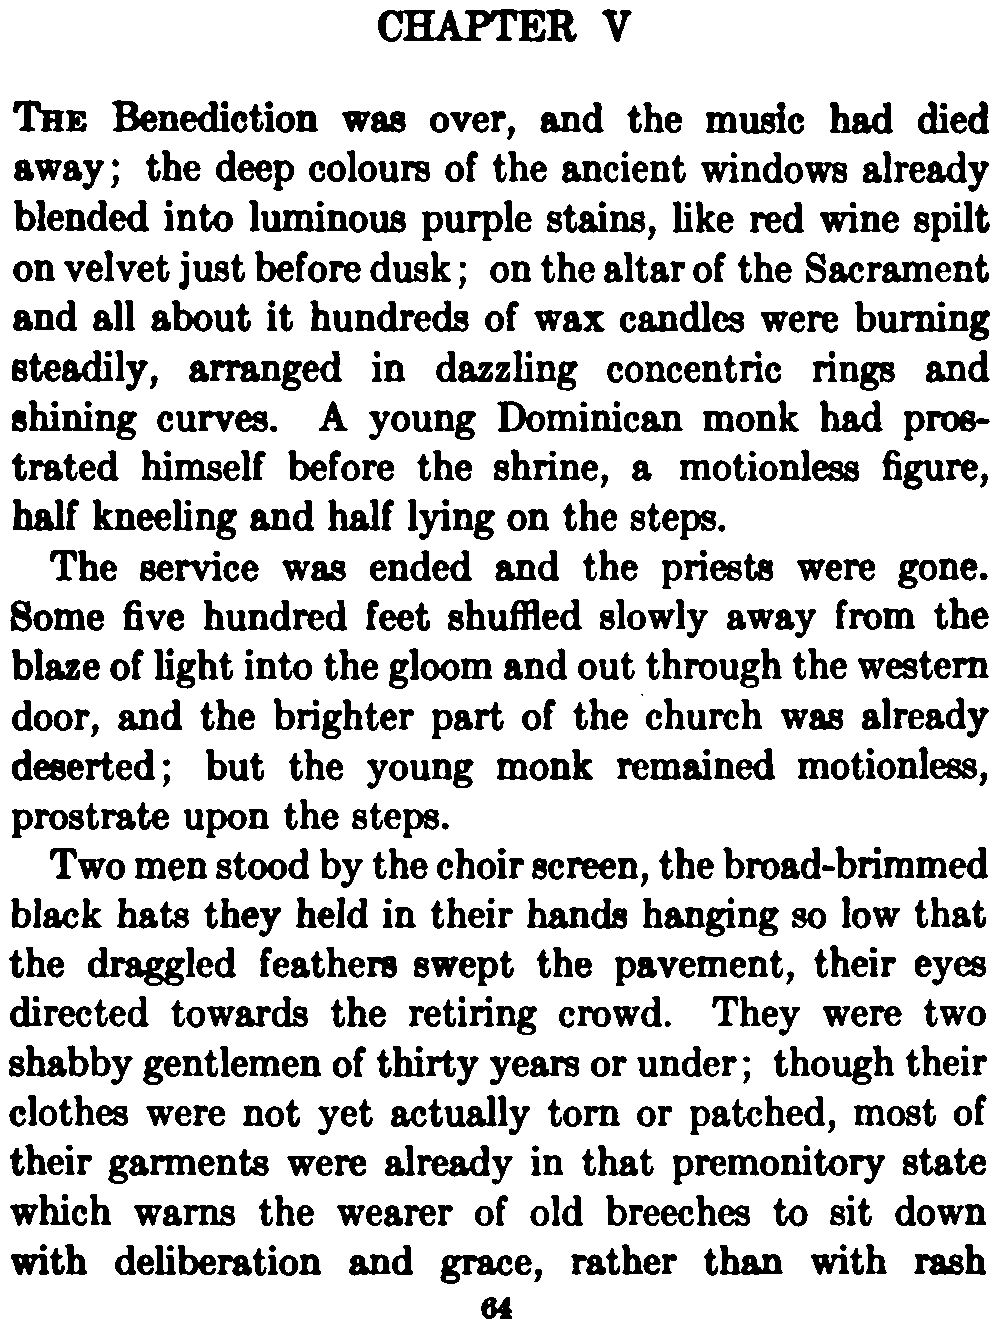 CHAPTER V
THE Benediction was over, and the music had died
away; the deep colours of the ancient windows already
blended into luminous purple stains, like red wine spilt
on velvet just before dusk; on the altar of the Sacrament
and all about it hundreds of wax candles were burning
steadily, arranged in dazzling concentric rings and
shining curves. A young Dominican monk had pros-
trated himself before the shrine, a motionless figure,
half kneeling and half lying on the steps.
The service was ended and the priests were gone.
Some five hundred feet shuffled slowly away from the
blaze of light into the gloom and out through the western
door, and the brighter part of the church was already
deserted; but the young monk remained motionless,
prostrate upon the steps.
Two men stood by the choir screen, the broad-brimmed
black hats they held in their hands hanging so low that
the draggled feathers swept the pavement, their eyes
directed towards the retiring crowd. They were two
shabby gentlemen of thirty years or under; though their
clothes were not yet actually torn or patched, most of
their garments were already in that premonitory state
which warns the wearer of old breeches to sit down
with deliberation and grace, rather than with rash
64